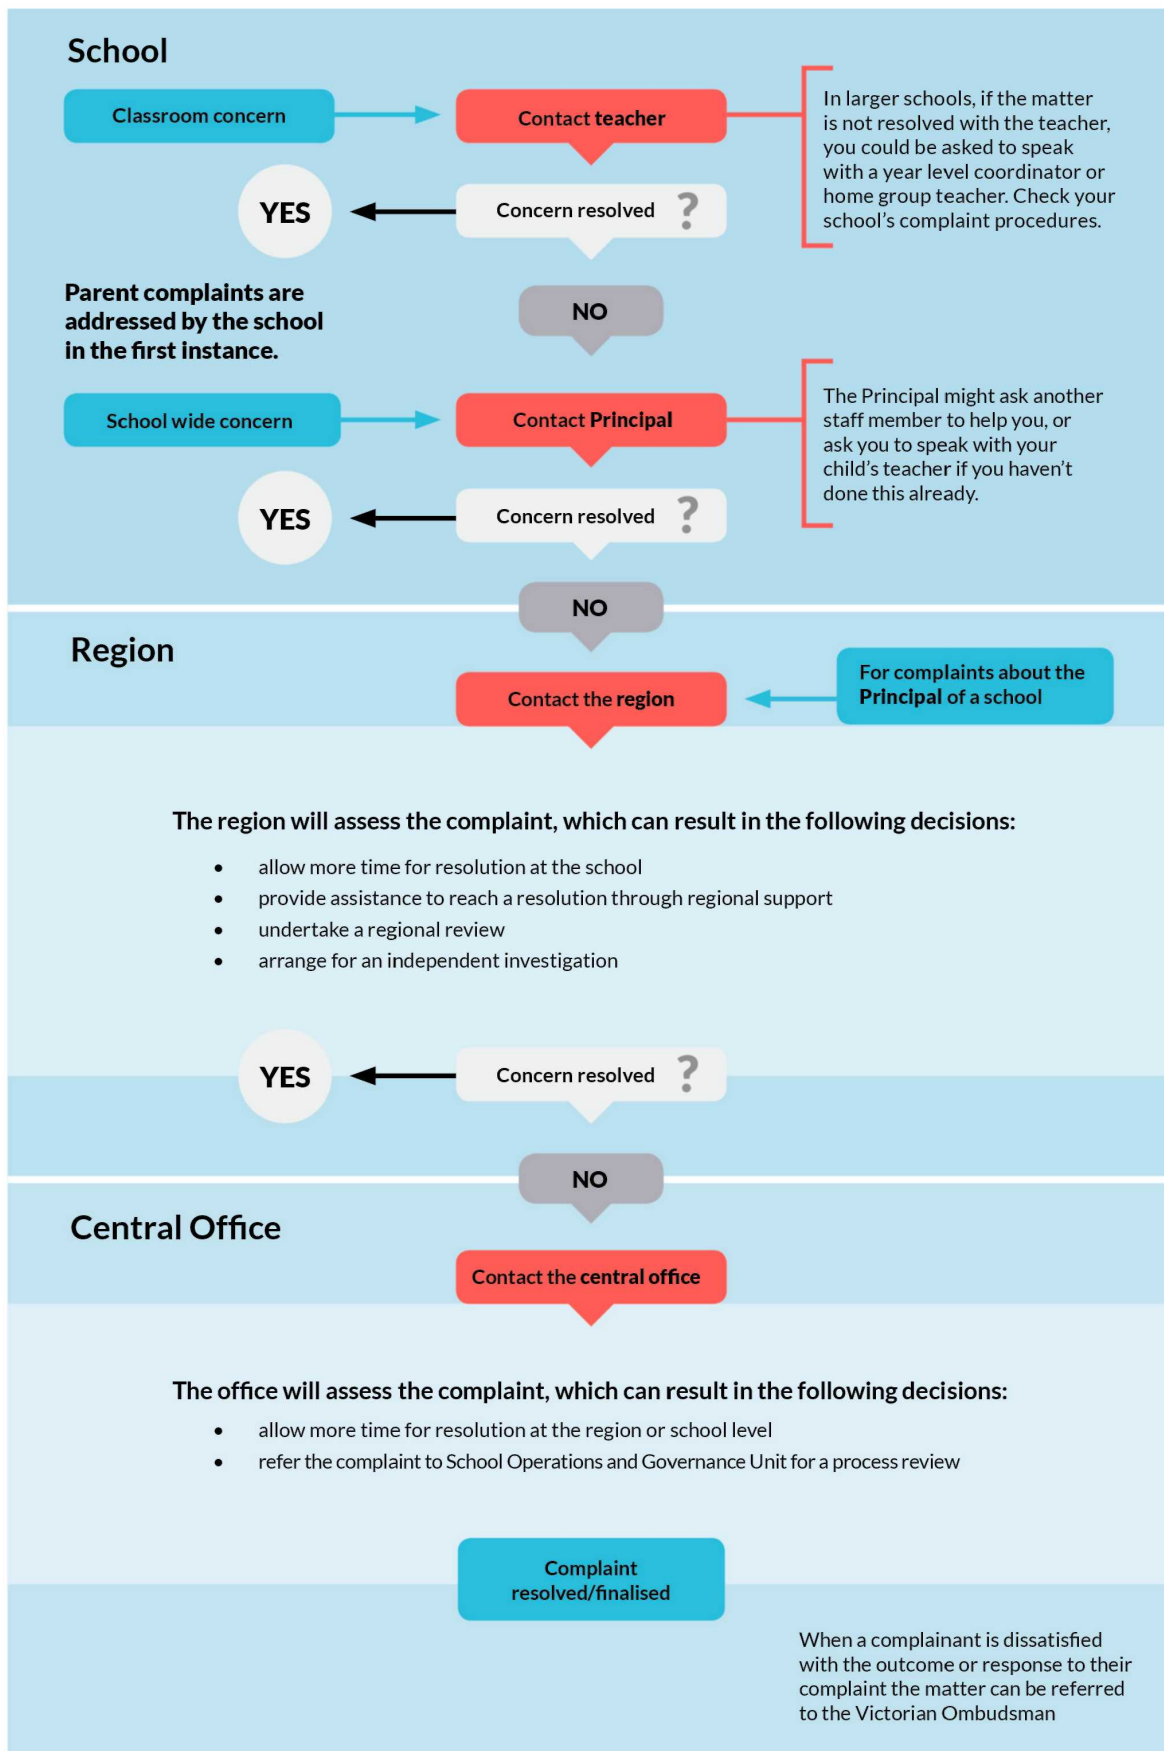 School
Classroom concern
Contact teacher
In larger schools, if the matter
is not resolved with the teacher,
you could be asked to speak
with a year level coordinator or
home group teacher. Check your
school's complaint procedures.
YES
Concern resolved ?
NO
Parent complaints are
addressed by the school
in the first instance.
School wide concern
Contact Principal
The Principal might ask another
staff member to help you, or
ask you to speak with your
child's teacher if you haven't
done this already.
YES
Concern resolved ?
NO
Region
Contact the region
For complaints about the
Principal of a school
The region will assess the complaint, which can result in the following decisions:
• allow more time for resolution at the school
• provide assistance to reach a resolution through regional support
• undertake a regional review
• arrange for an independent investigation
YES
Concern resolved ?
NO
Central Office
Contact the central office
The office will assess the complaint, which can result in the following decisions:
• allow more time for resolution at the region or school level
• refer the complaint to School Operations and Governance Unit for a process review
Complaint
resolved/finalised
When a complainant is dissatisfied
with the outcome or response to their
complaint the matter can be referred
to the Victorian Ombudsman